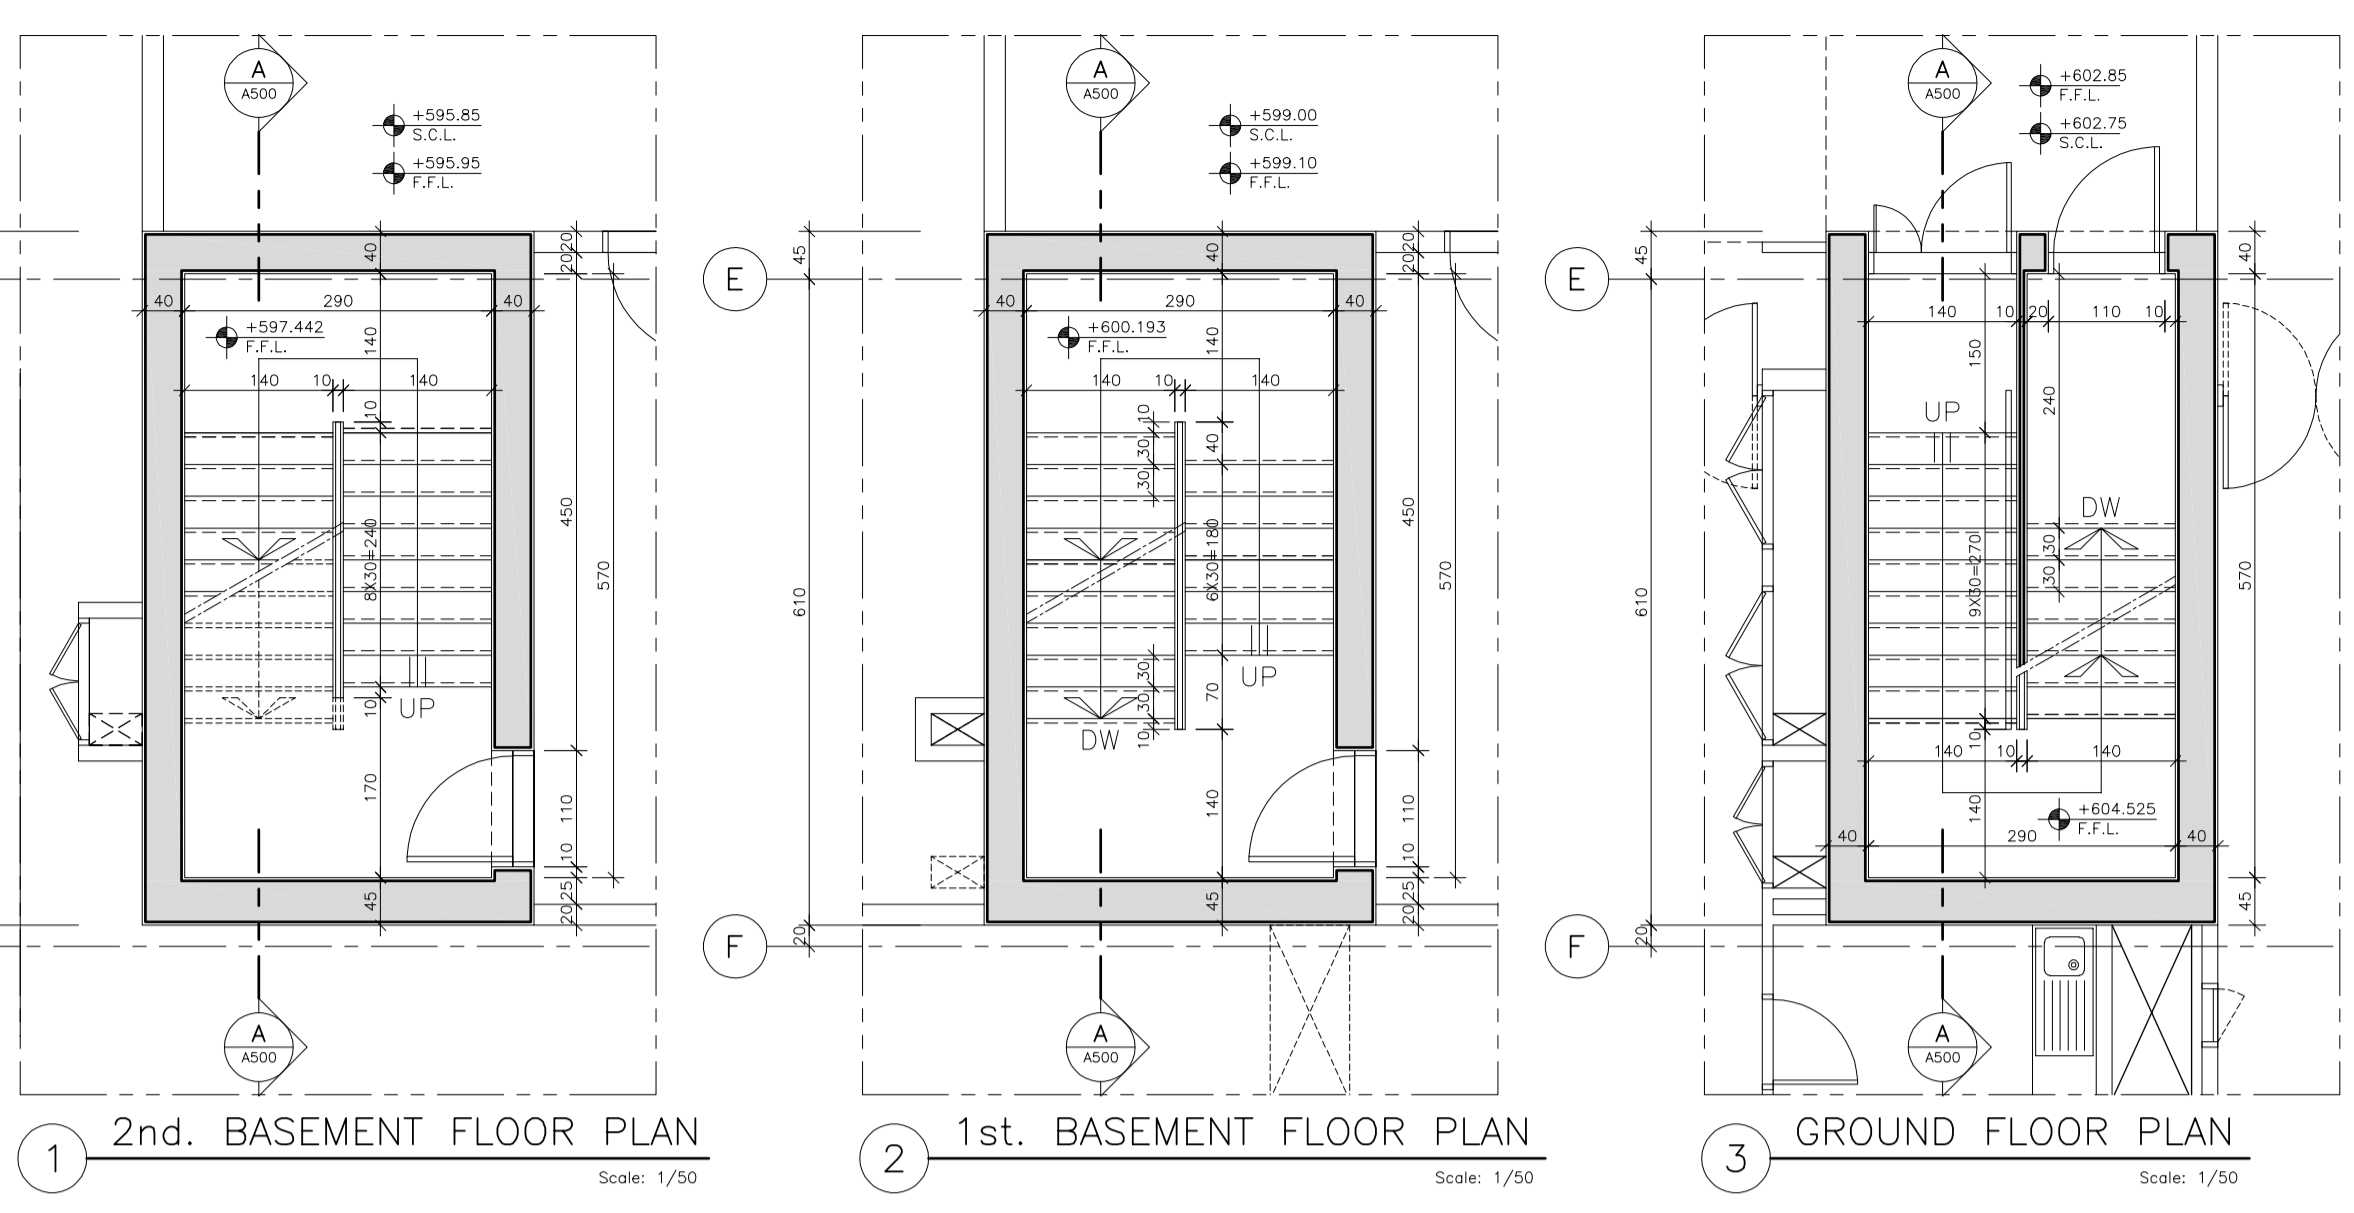 A
A500
+595.85
S.C.L.
+595.95
F.F.L.
40
20
20
40
290
40
+597.442
F.F.L.
140
140
10
140
10
8X30=240
450
570
UP
10
170
110
10
45
25
20
A
A500
2nd. BASEMENT FLOOR PLAN
1
Scale: 1/50
A
A500
+599.00
S.C.L.
+599.10
F.F.L.
45
40
20
20
E
40
290
40
+600.193
F.F.L.
140
140
10
140
10
40
30
30
6X30=180
450
570
610
UP
30
30
70
DW
10
140
110
10
45
25
20
20
F
A
A500
1st. BASEMENT FLOOR PLAN
2
Scale: 1/50
A
A500
+602.85
F.F.L.
+602.75
S.C.L.
45
40
E
140
10
20
110
10
150
240
UP
DW
9X30=270
30
30
570
610
10
140
10
140
140
+604.525
F.F.L.
40
290
40
45
20
F
A
A500
GROUND FLOOR PLAN
3
Scale: 1/50